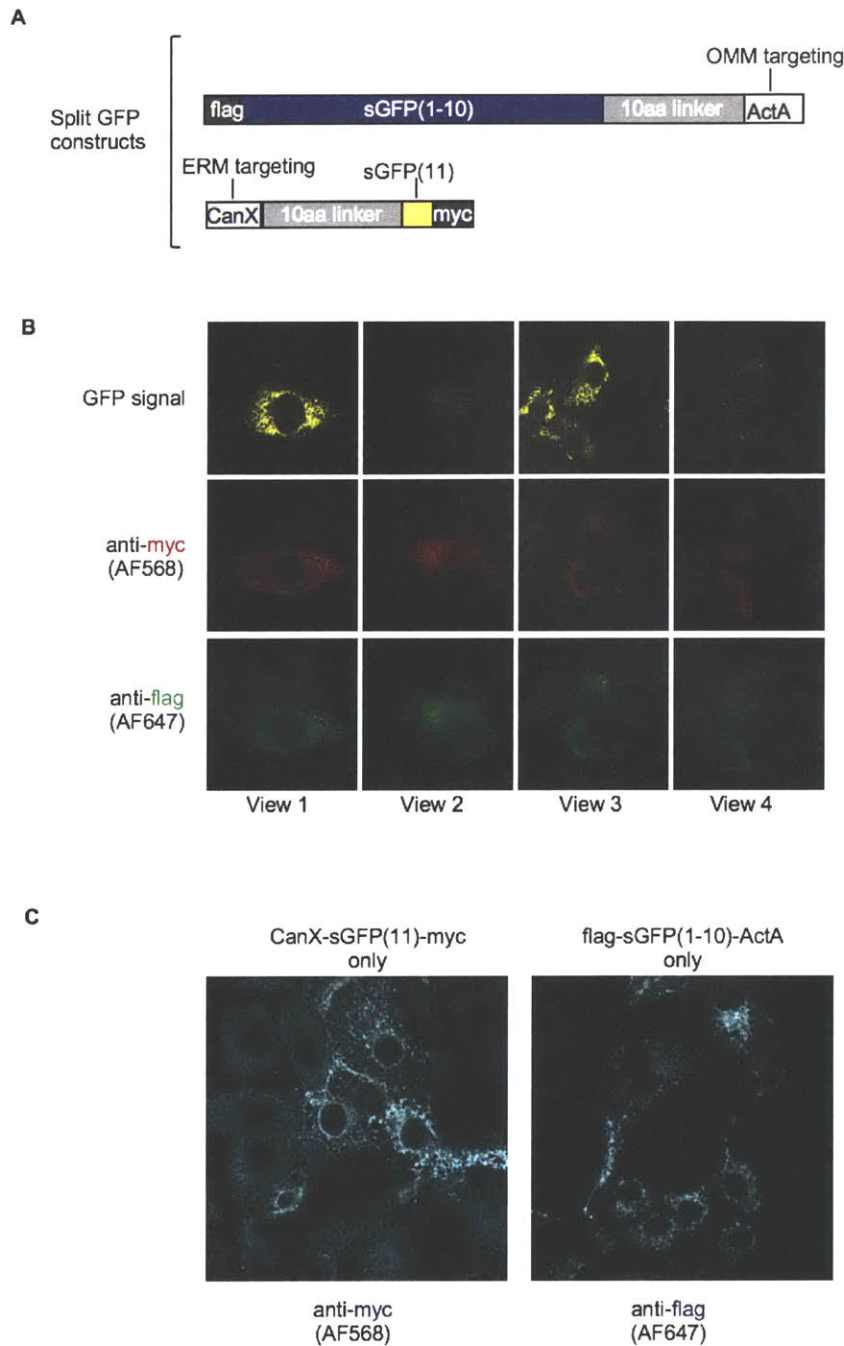 A
Split GFP
constructs
OMM targeting
flag sGFP(1-10) 10aa linker ActA
ERM targeting
sGFP(11)
CanX 10aa linker myc
B
GFP signal
anti-myc
(AF568)
anti-flag
(AF647)
View 1 View 2 View 3 View 4
C
CanX-sGFP(11)-myc
only
flag-sGFP(1-10)-ActA
only
anti-myc
(AF568)
anti-flag
(AF647)